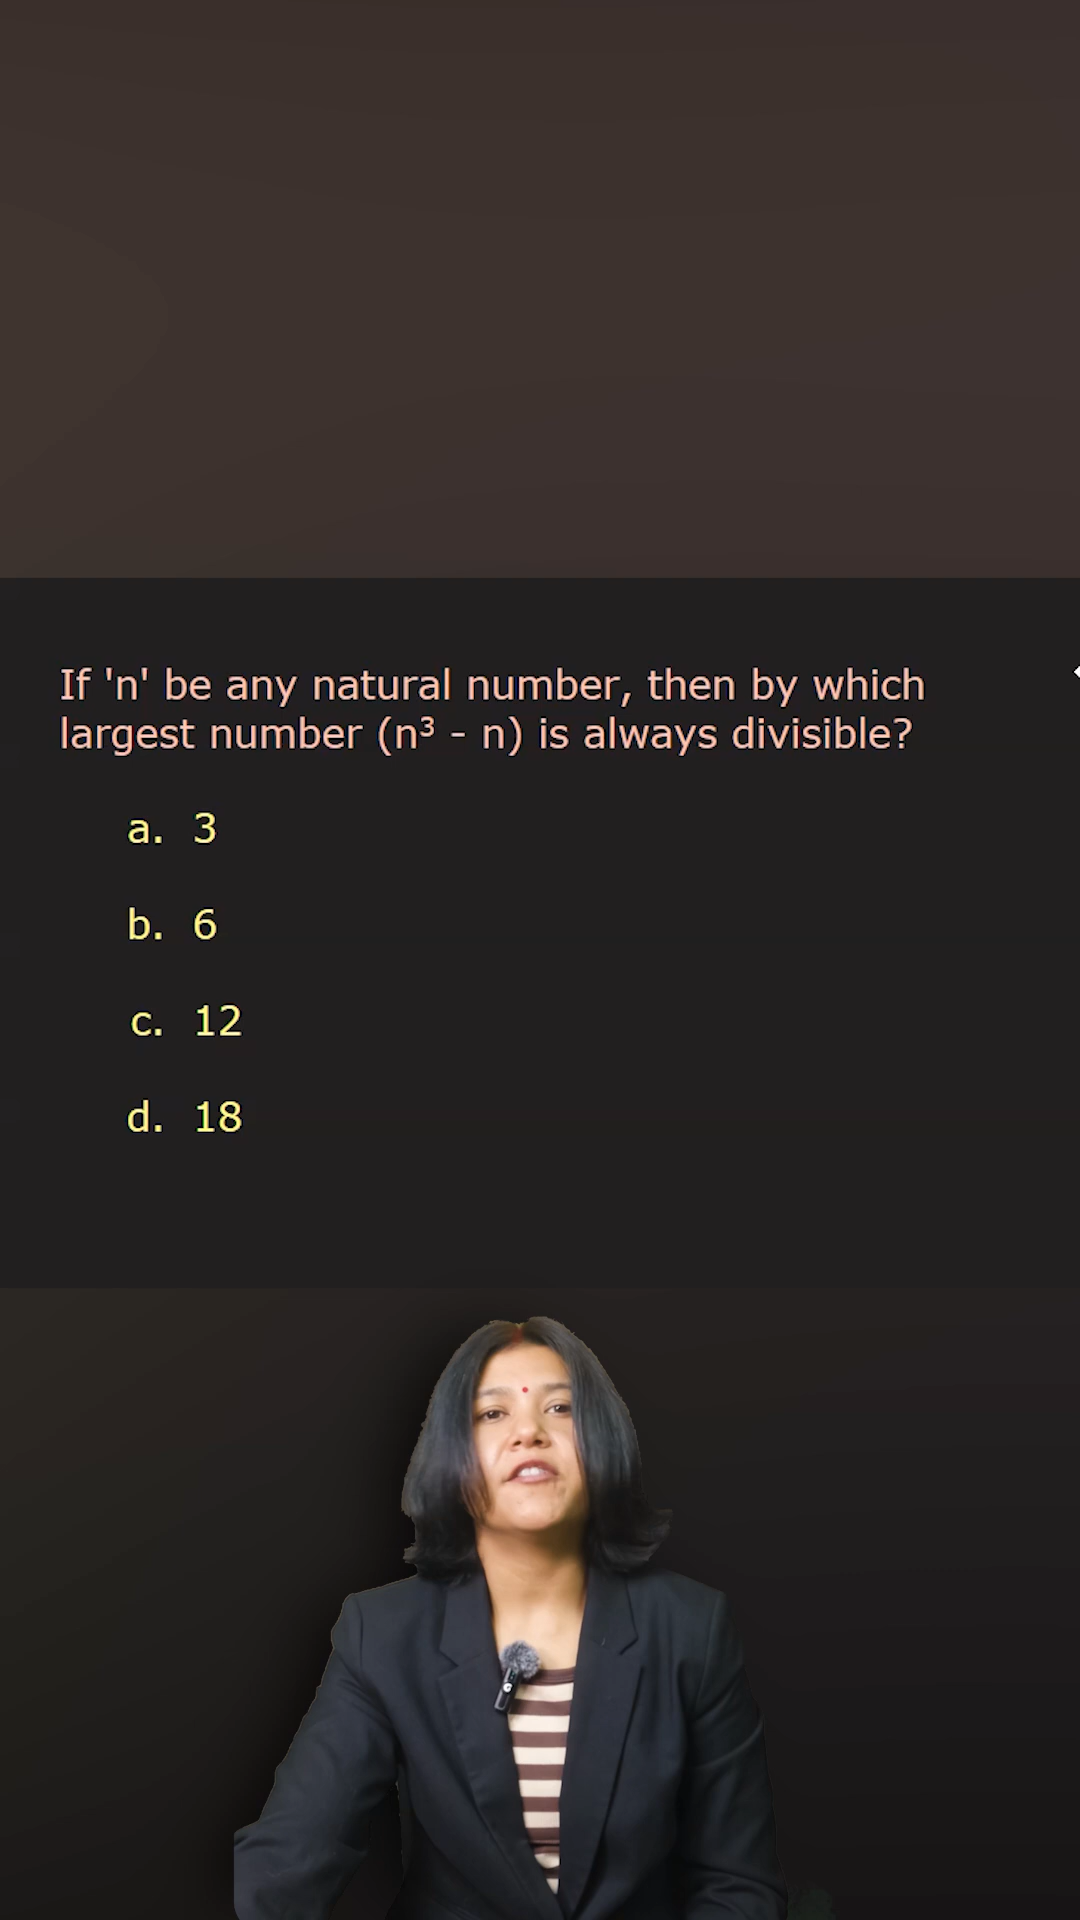 If 'n' be any natural number, then by which
largest number (n³ - n) is always divisible?
a. 3
b. 6
c. 12
d. 18